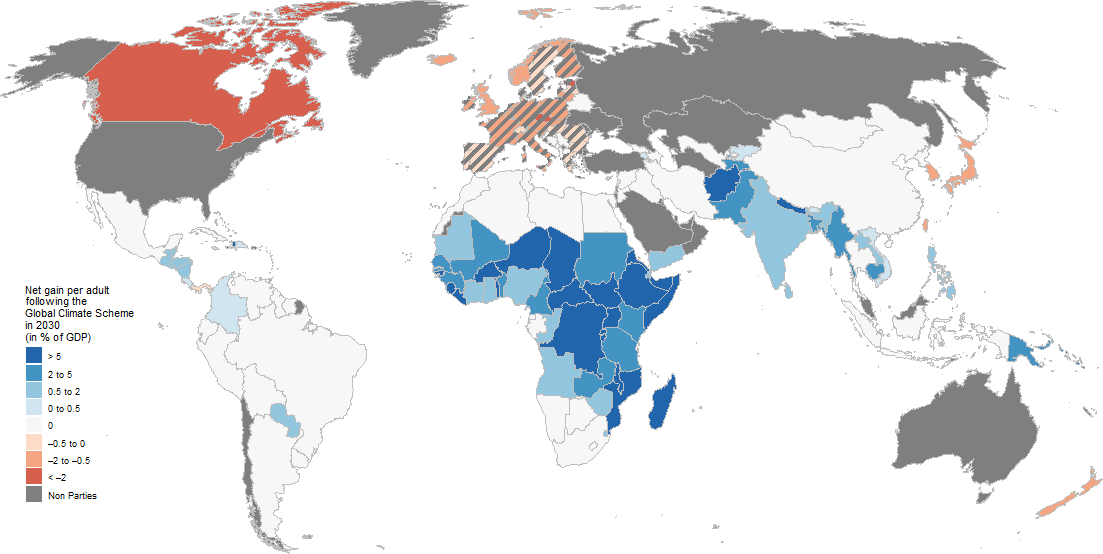 Net gain per adult
following the
Global Climate Scheme
in 2030
(in % of GDP)
> 5
2 to 5
0.5 to 2
0 to 0.5
0
–0.5 to 0
–2 to –0.5
< –2
Non Parties